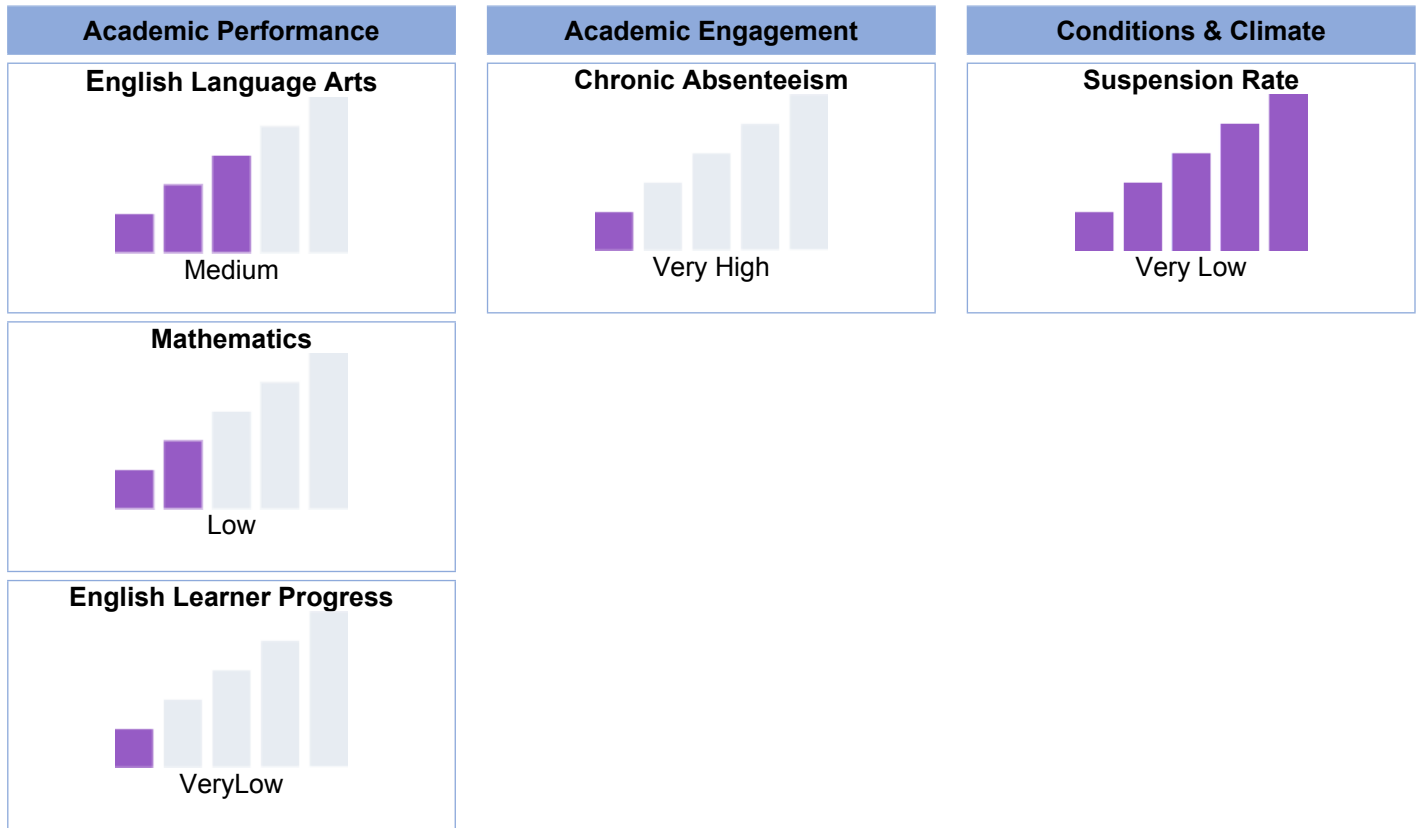 Academic Performance
English Language Arts
Medium
Mathematics
Low
English Learner Progress
VeryLow
Academic Engagement
Chronic Absenteeism
Very High
Conditions & Climate
Suspension Rate
Very Low